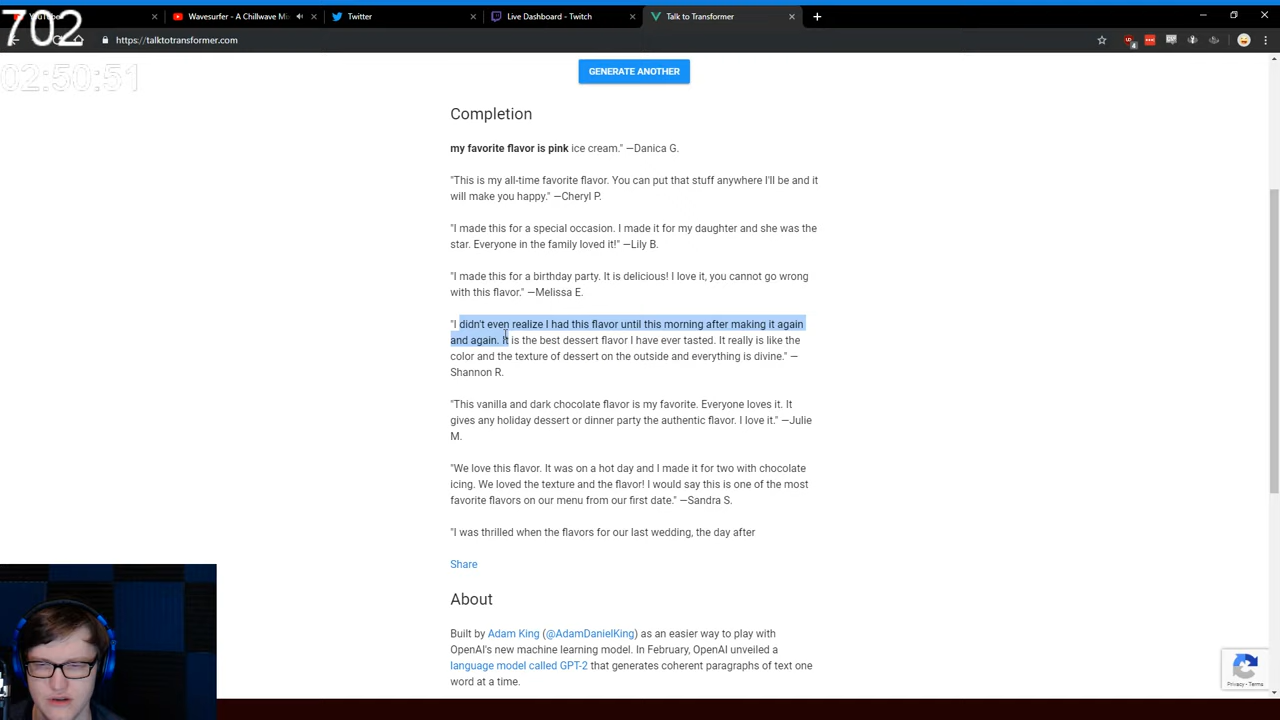 702
02:50:51
Wavesurfer - A Chillwave Mi
Twitter
Live Dashboard - Twitch
Talk to Transformer
https://talktotransformer.com
GENERATE ANOTHER
Completion
my favorite flavor is pink ice cream." —Danica G.
"This is my all-time favorite flavor. You can put that stuff anywhere I'll be and it
will make you happy." —Cheryl P.
"I made this for a special occasion. I made it for my daughter and she was the
star. Everyone in the family loved it!" —Lily B.
"I made this for a birthday party. It is delicious! I love it, you cannot go wrong
with this flavor." —Melissa E.
"I didn't even realize I had this flavor until this morning after making it again
and again. It is the best dessert flavor I have ever tasted. It really is like the
color and the texture of dessert on the outside and everything is divine." —
Shannon R.
"This vanilla and dark chocolate flavor is my favorite. Everyone loves it. It
gives any holiday dessert or dinner party the authentic flavor. I love it." —Julie
M.
"We love this flavor. It was on a hot day and I made it for two with chocolate
icing. We loved the texture and the flavor! I would say this is one of the most
favorite flavors on our menu from our first date." —Sandra S.
"I was thrilled when the flavors for our last wedding, the day after
Share
About
Built by Adam King (@AdamDanielKing) as an easier way to play with
OpenAI's new machine learning model. In February, OpenAI unveiled a
language model called GPT-2 that generates coherent paragraphs of text one
word at a time.
Privacy - Terms